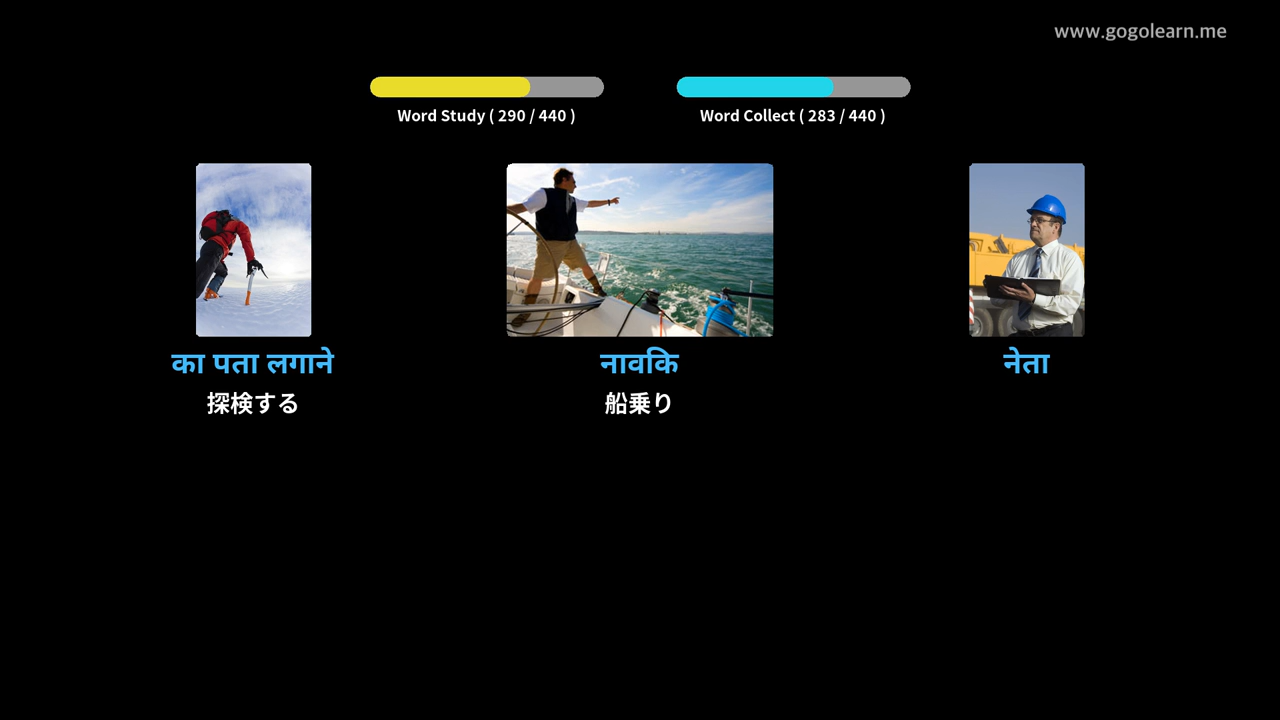 www.gogolearn.me
Word Study ( 290 / 440 )
Word Collect ( 283 / 440 )
का पता लगाने
नावकि
नेता
探検する
船乗り